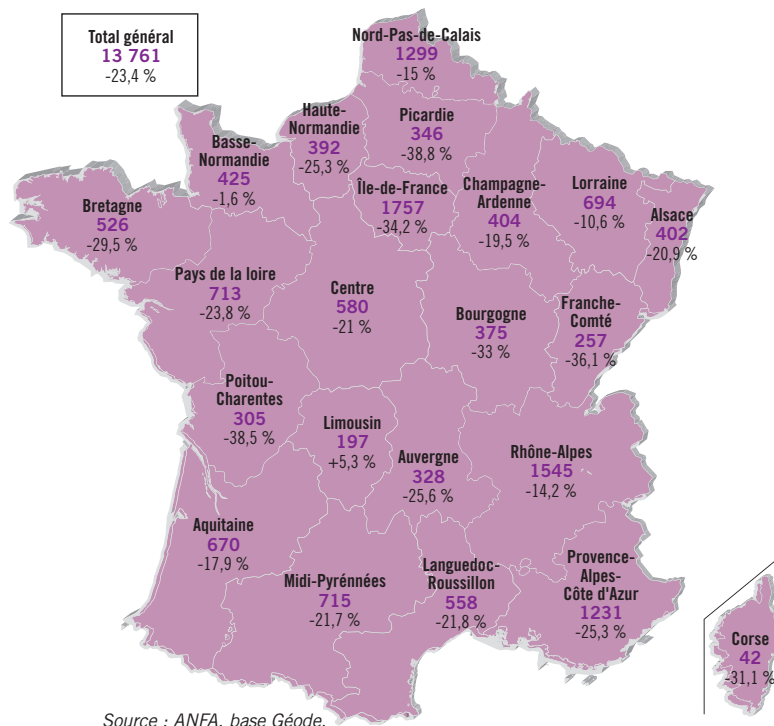 Total général
13 761
-23,4 %
Nord-Pas-de-Calais
1299
-15 %
Haute-
Normandie
392
-25,3 %
Picardie
346
-38,8 %
Basse-
Normandie
425
-1,6 %
Île-de-France
1757
-34,2 %
Champagne-
Ardenne
404
-19,5 %
Lorraine
694
-10,6 %
Alsace
402
-20,9 %
Bretagne
526
-29,5 %
Pays de la loire
713
-23,8 %
Centre
580
-21 %
Bourgogne
375
-33 %
Franche-
Comté
257
-36,1 %
Poitou-
Charentes
305
-38,5 %
Limousin
197
+5,3 %
Auvergne
328
-25,6 %
Rhône-Alpes
1545
-14,2 %
Aquitaine
670
-17,9 %
Midi-Pyrénnées
715
-21,7 %
Languedoc-
Roussillon
558
-21,8 %
Provence-
Alpes-
Côte d'Azur
1231
-25,3 %
Corse
42
-31,1 %
Source : ANFA, base Géode.